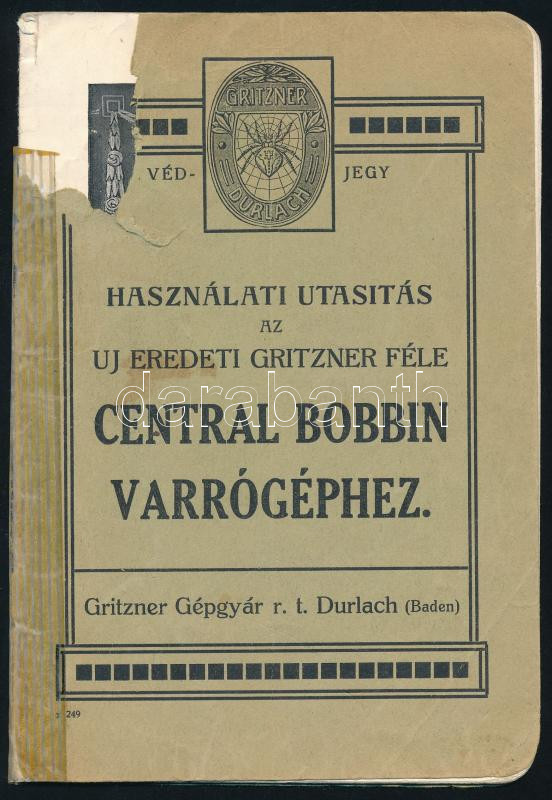 GRITZNER
DURLACH
VÉD- JEGY
HASZNÁLATI UTASITÁS
AZ
UJ EREDETI GRITZNER FÉLE
darabanth
CENTRAL BOBBIN
VARRÓGÉPHEZ.
Gritzner Gépgyár r. t. Durlach (Baden)
249